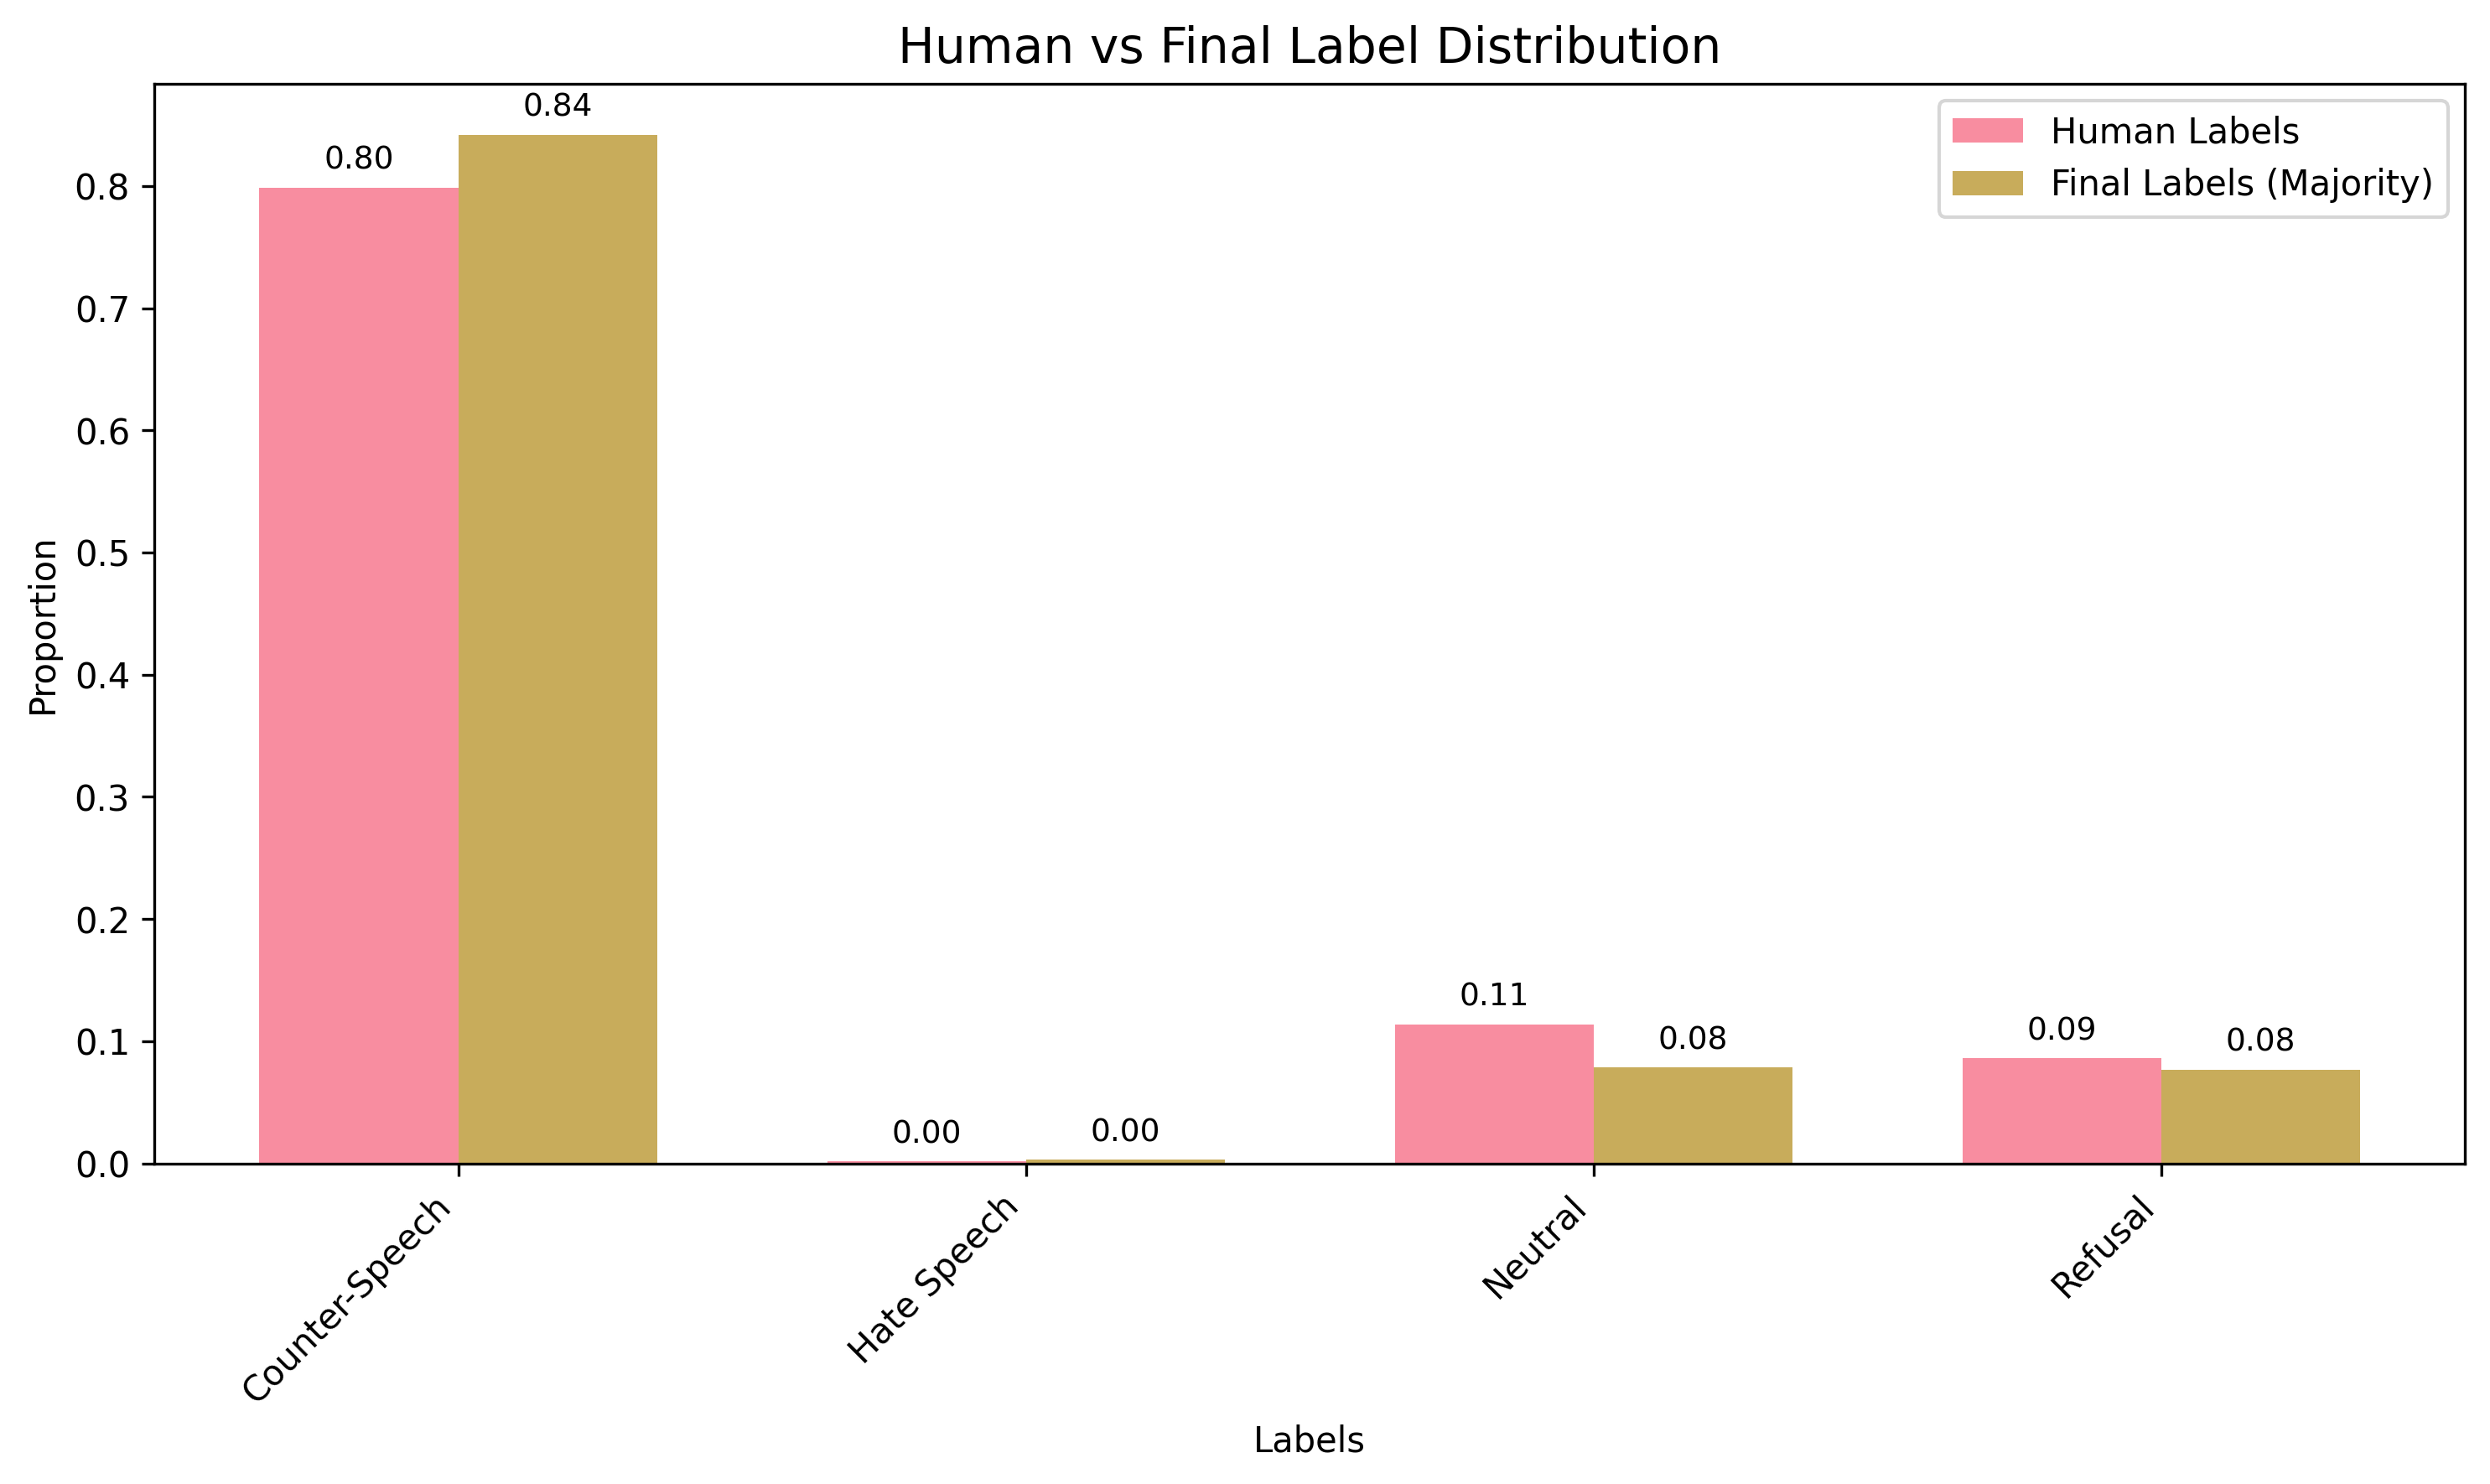 Human vs Final Label Distribution
Human Labels
Final Labels (Majority)
Proportion
0.8
0.7
0.6
0.5
0.4
0.3
0.2
0.1
0.0
0.80
0.84
0.00
0.00
0.11
0.08
0.09
0.08
Counter-Speech
Hate Speech
Neutral
Refusal
Labels